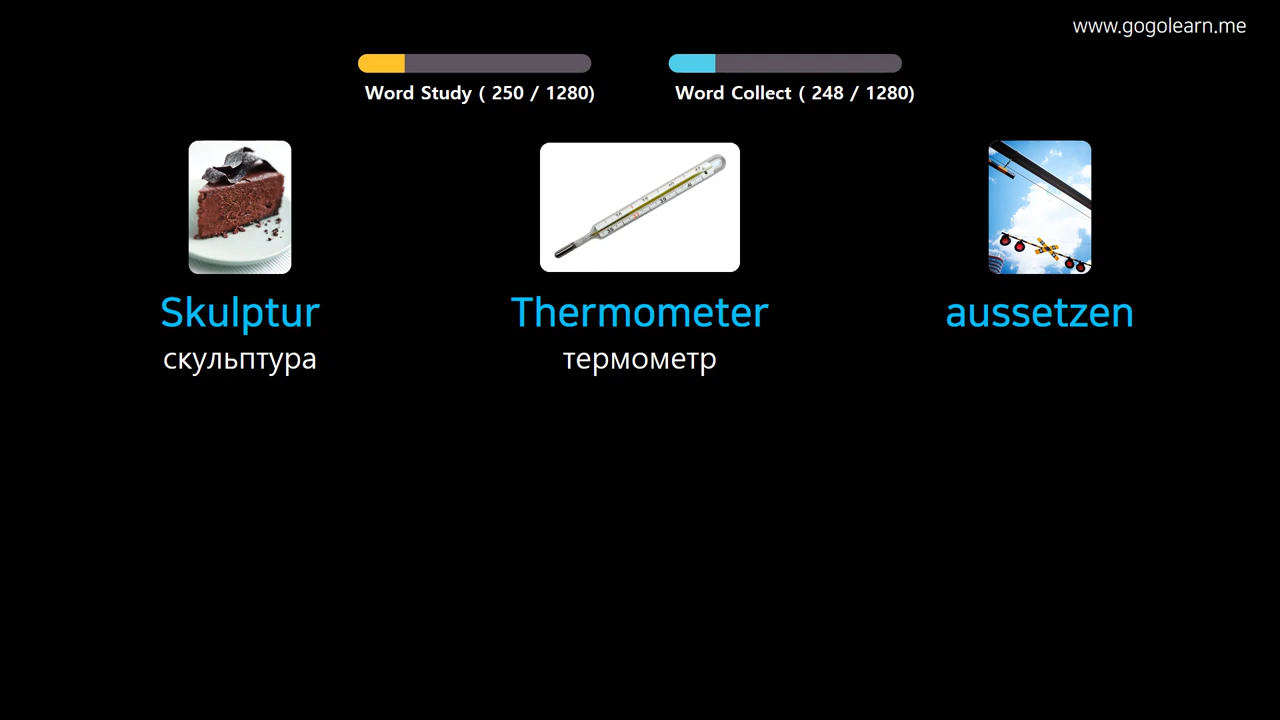 www.gogolearn.me
Word Study ( 250 / 1280)
Word Collect ( 248 / 1280)
Skulptur
скульптура
Thermometer
термометр
aussetzen